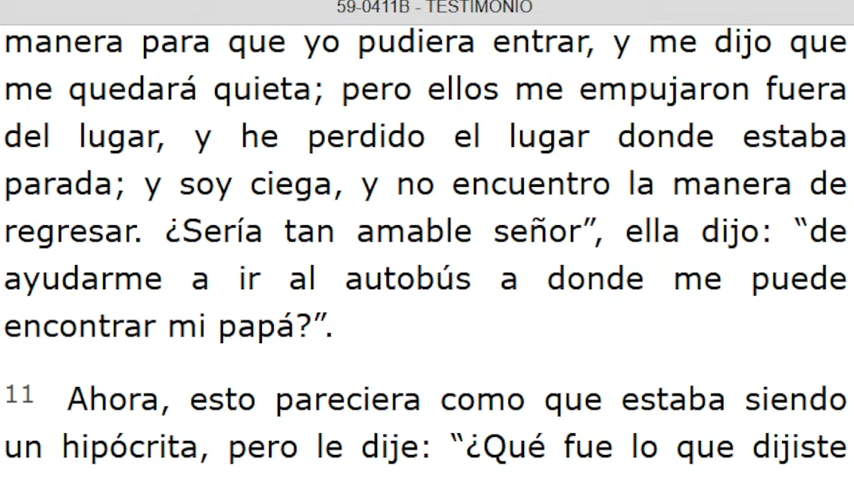 59-0411B - TESTIMONIO
manera para que yo pudiera entrar, y me dijo que
me quedará quieta; pero ellos me empujaron fuera
del lugar, y he perdido el lugar donde estaba
parada; y soy ciega, y no encuentro la manera de
regresar. ¿Sería tan amable señor”, ella dijo: “de
ayudarme a ir al autobús a donde me puede
encontrar mi papá?”.
11 Ahora, esto pareciera como que estaba siendo
un hipócrita, pero le dije: “¿Qué fue lo que dijiste